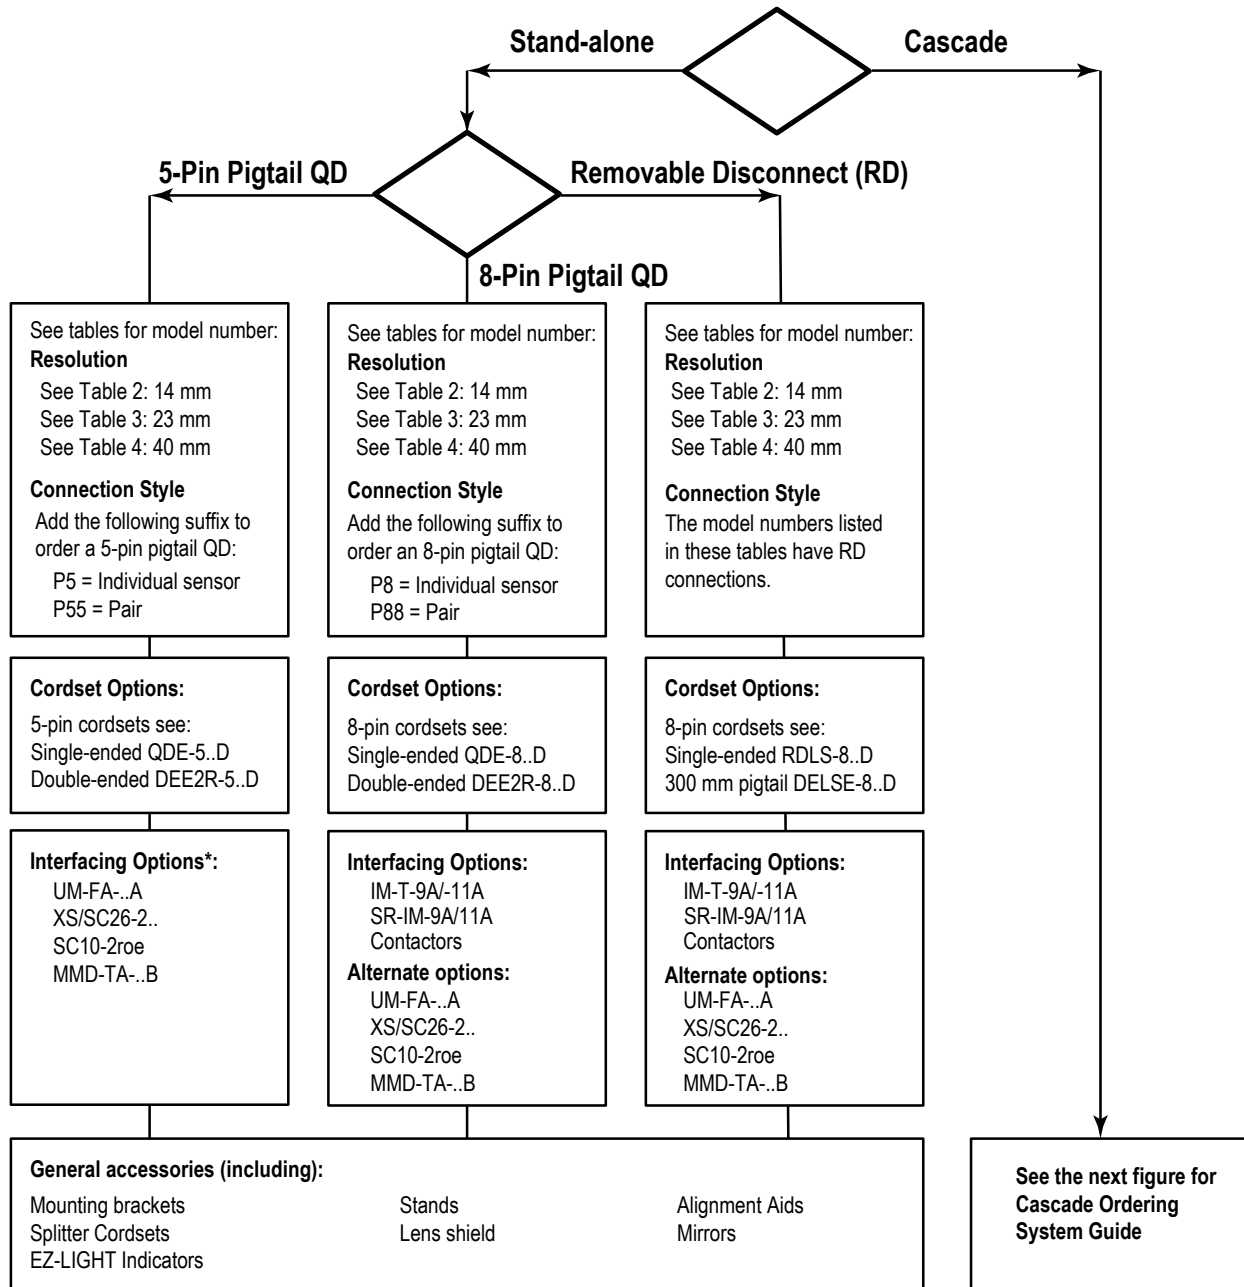 Stand-alone
Cascade
5-Pin Pigtail QD
Removable Disconnect (RD)
8-Pin Pigtail QD
See tables for model number:
Resolution
See Table 2: 14 mm
See Table 3: 23 mm
See Table 4: 40 mm
Connection Style
Add the following suffix to
order a 5-pin pigtail QD:
P5 = Individual sensor
P55 = Pair
See tables for model number:
Resolution
See Table 2: 14 mm
See Table 3: 23 mm
See Table 4: 40 mm
Connection Style
Add the following suffix to
order an 8-pin pigtail QD:
P8 = Individual sensor
P88 = Pair
See tables for model number:
Resolution
See Table 2: 14 mm
See Table 3: 23 mm
See Table 4: 40 mm
Connection Style
The model numbers listed
in these tables have RD
connections.
Cordset Options:
5-pin cordsets see:
Single-ended QDE-5..D
Double-ended DEE2R-5..D
Cordset Options:
8-pin cordsets see:
Single-ended QDE-8..D
Double-ended DEE2R-8..D
Cordset Options:
8-pin cordsets see:
Single-ended RDLS-8..D
300 mm pigtail DELSE-8..D
Interfacing Options*:
UM-FA-..A
XS/SC26-2..
SC10-2roe
MMD-TA-..B
Interfacing Options:
IM-T-9A/-11A
SR-IM-9A/11A
Contactors
Alternate options:
UM-FA-..A
XS/SC26-2..
SC10-2roe
MMD-TA-..B
Interfacing Options:
IM-T-9A/-11A
SR-IM-9A/11A
Contactors
Alternate options:
UM-FA-..A
XS/SC26-2..
SC10-2roe
MMD-TA-..B
General accessories (including):
Mounting brackets
Splitter Cordsets
EZ-LIGHT Indicators
Stands
Lens shield
Alignment Aids
Mirrors
See the next figure for
Cascade Ordering
System Guide